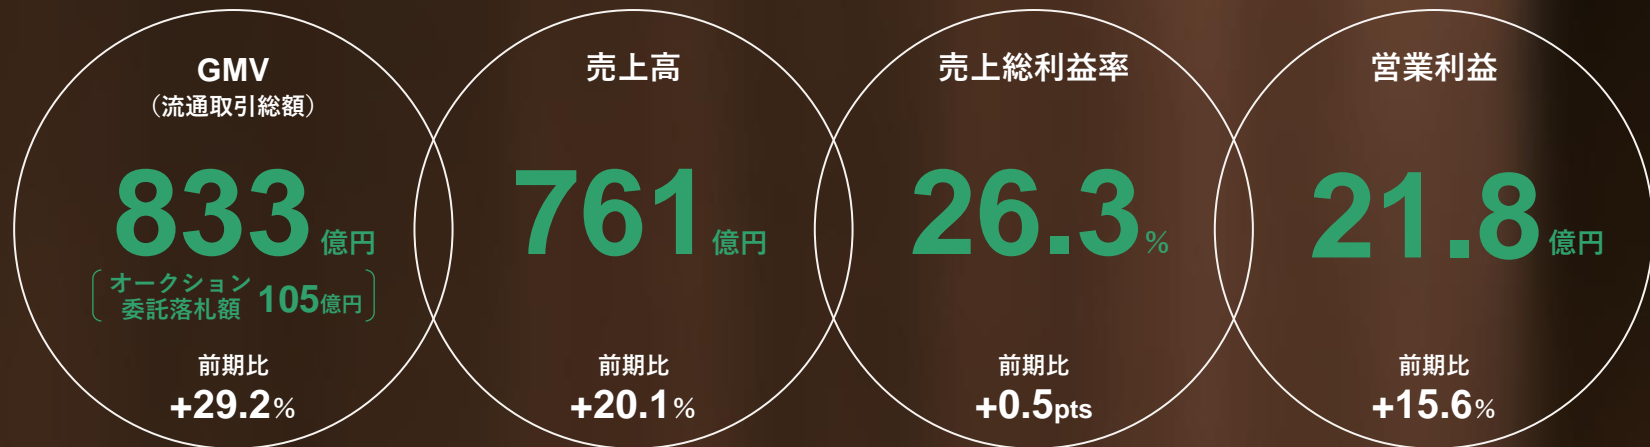 GMV
（流通取引総額）
833億円
オークション
委託落札額 105億円
前期比
+29.2%
売上高
761億円
前期比
+20.1%
売上総利益率
26.3%
前期比
+0.5pts
営業利益
21.8億円
前期比
+15.6%